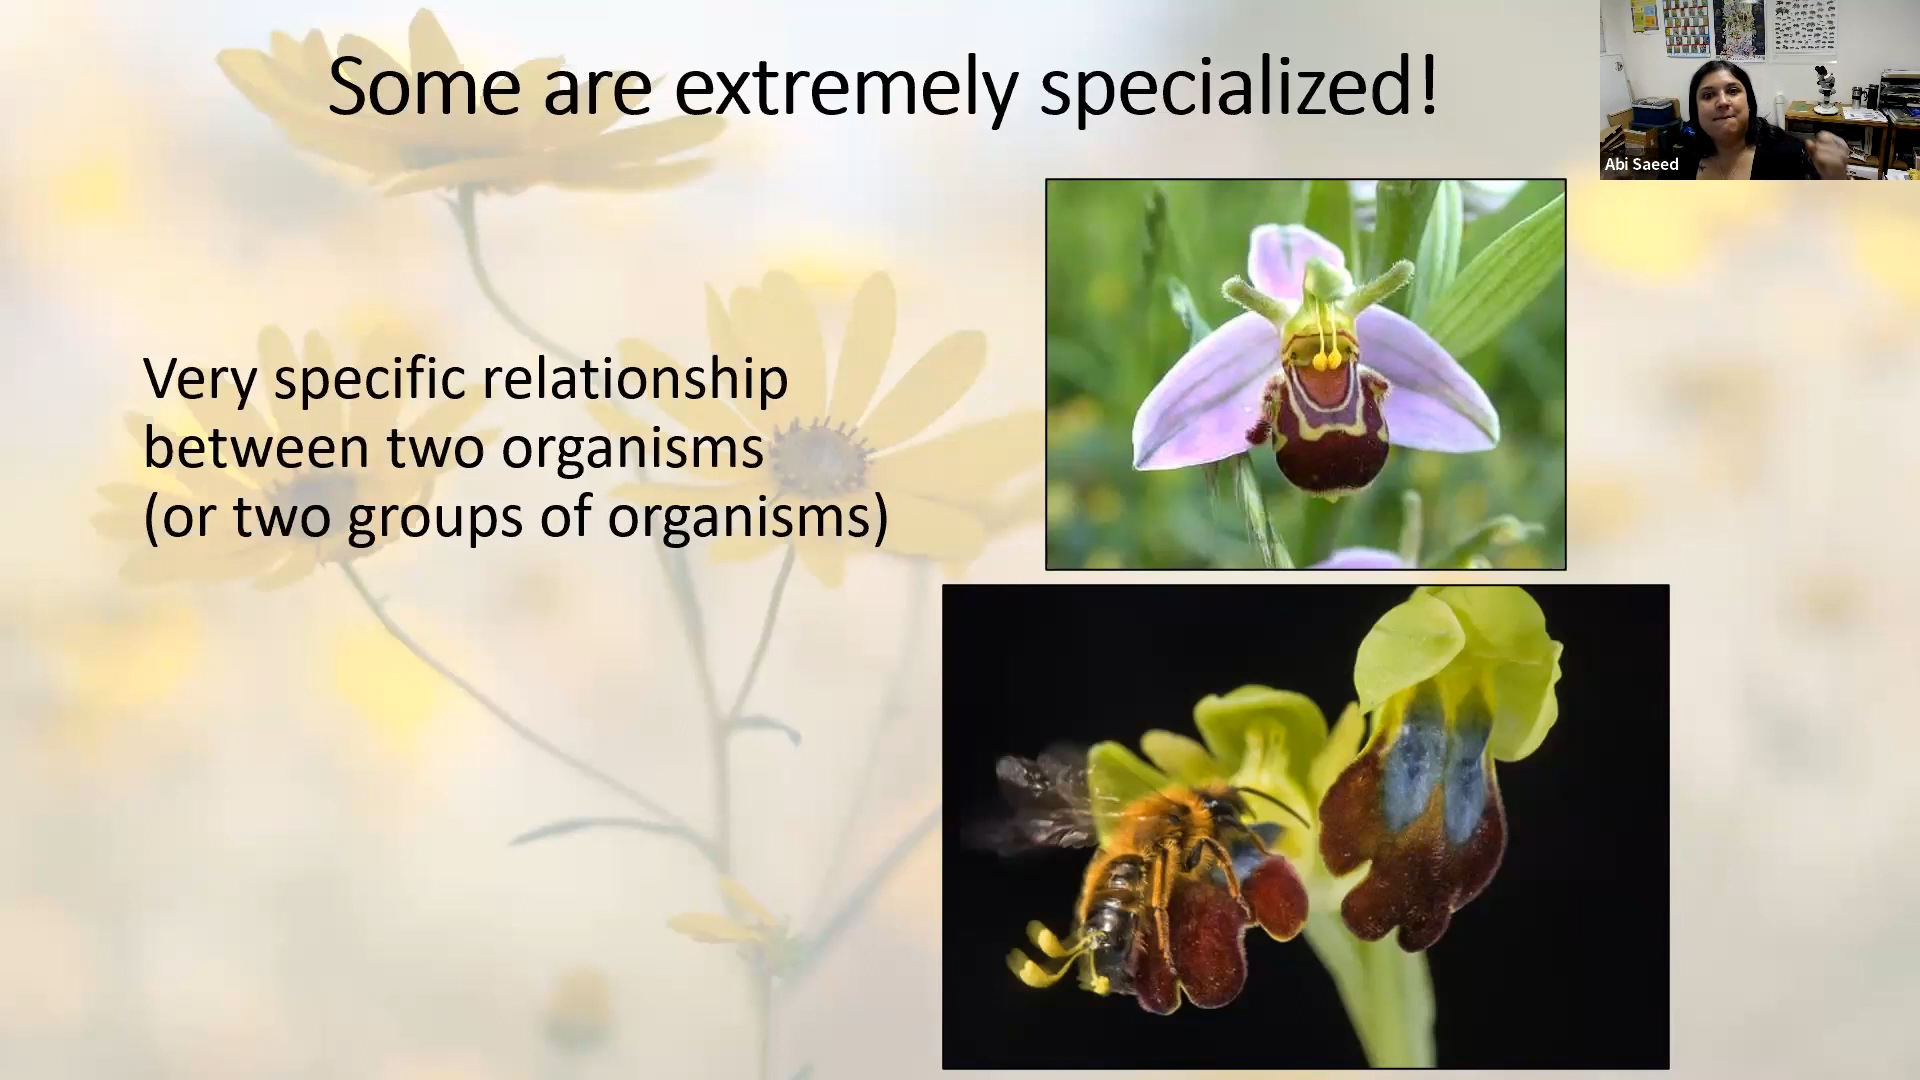 Some are extremely specialized!
Abi Saeed
Very specific relationship
between two organisms
(or two groups of organisms)